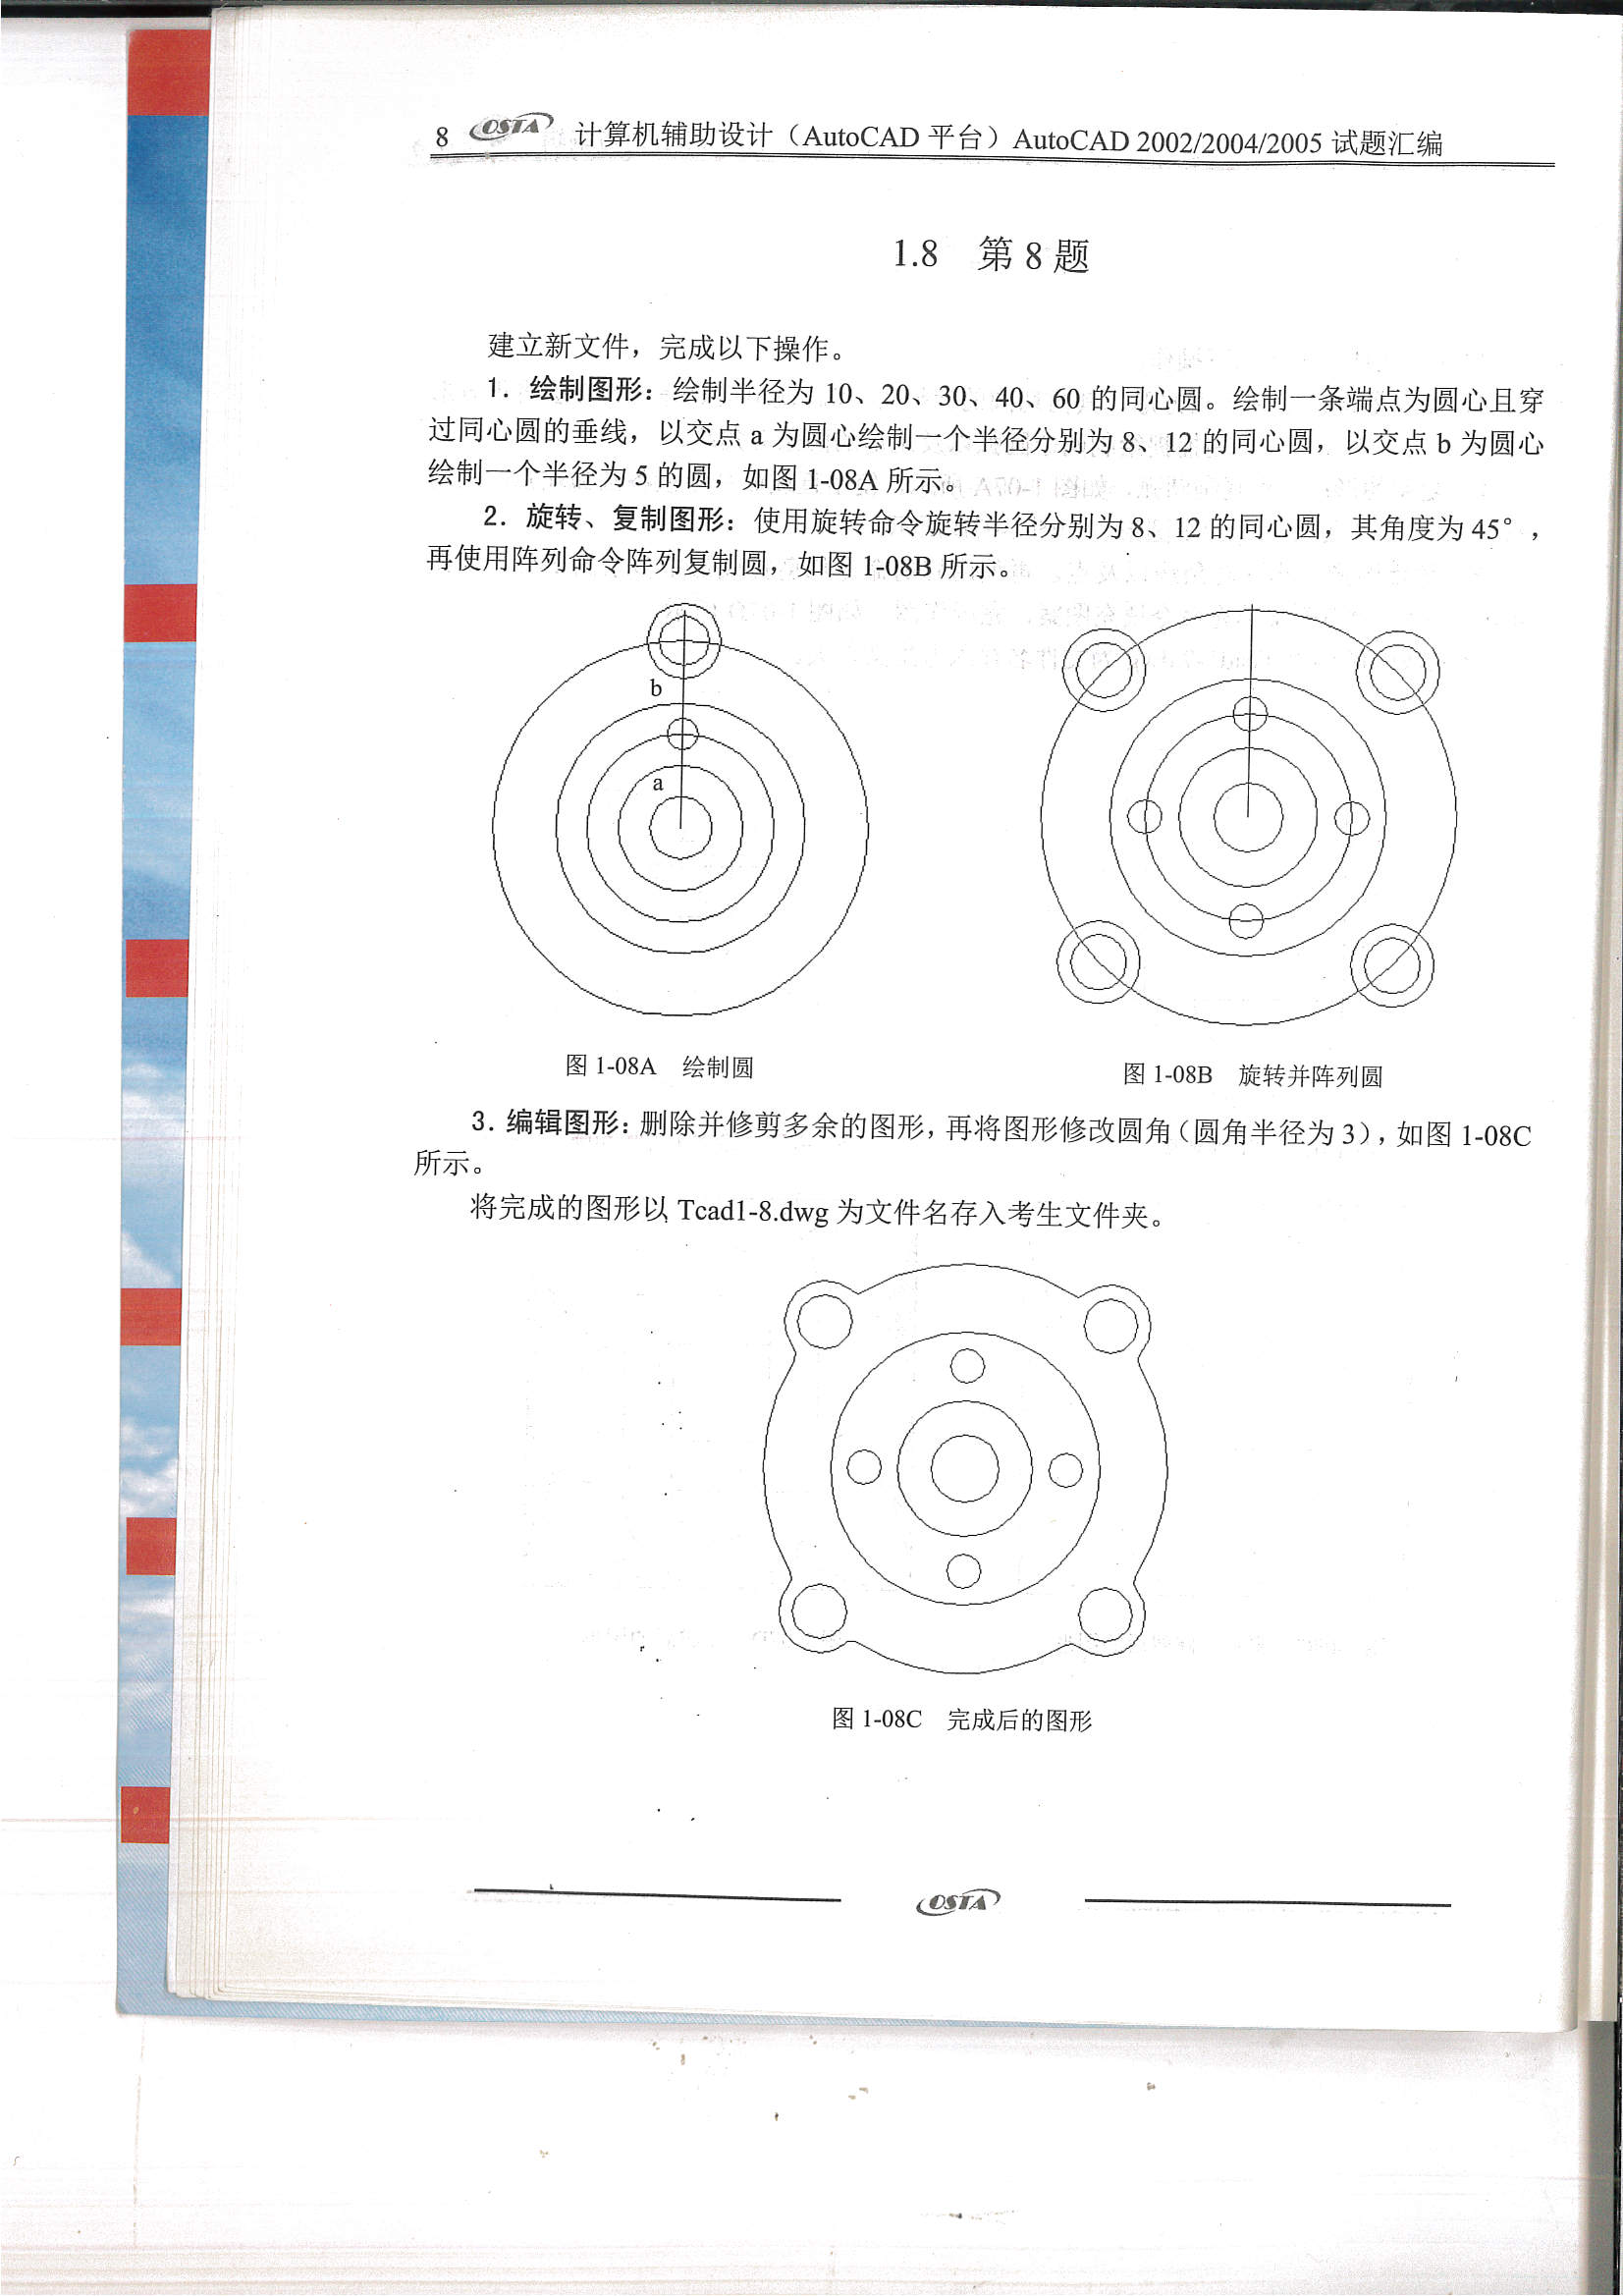 8 OSTA 计算机辅助设计（AutoCAD 平台）AutoCAD 2002/2004/2005 试题汇编
1.8 第 8 题
建立新文件，完成以下操作。
1．绘制图形：绘制半径为 10、20、30、40、60 的同心圆。绘制一条端点为圆心且穿
过同心圆的垂线，以交点 a 为圆心绘制一个半径分别为 8、12 的同心圆，以交点 b 为圆心
绘制一个半径为 5 的圆，如图 1-08A 所示。
2．旋转、复制图形：使用旋转命令旋转半径分别为 8、12 的同心圆，其角度为 45°，
再使用阵列命令阵列复制圆，如图 1-08B 所示。
b
a
图 1-08A 绘制圆
图 1-08B 旋转并阵列圆
3．编辑图形：删除并修剪多余的图形，再将图形修改圆角（圆角半径为 3），如图 1-08C
所示。
将完成的图形以 Tcad1-8.dwg 为文件名存入考生文件夹。
图 1-08C 完成后的图形
OSTA